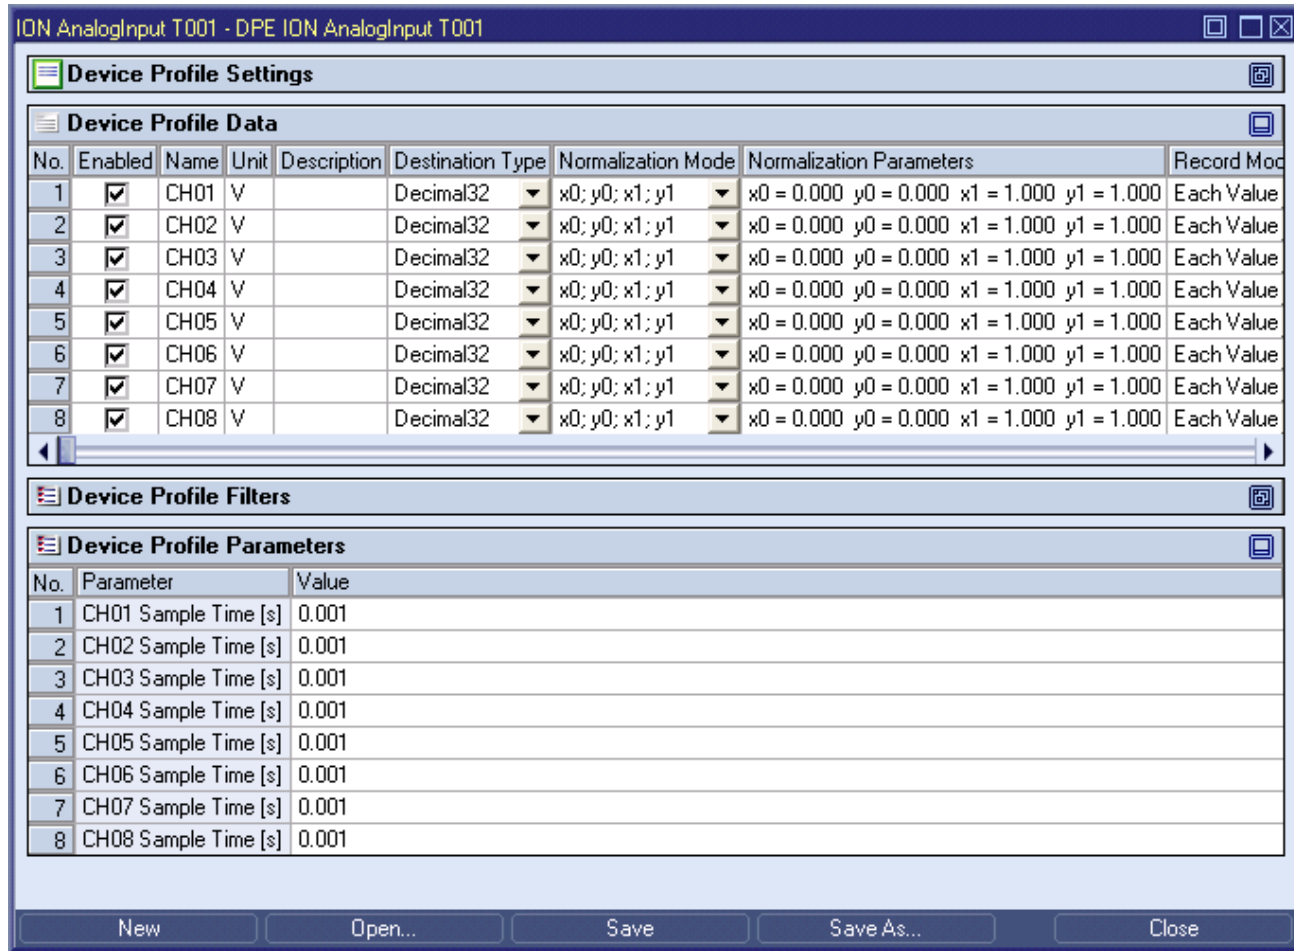 ION AnalogInput T001 - DPE ION AnalogInput T001
Device Profile Settings
Device Profile Data
No. Enabled Name Unit Description Destination Type Normalization Mode Normalization Parameters Record Mod
1 CH01 V Decimal32 x0; y0; x1; y1 x0 = 0.000 y0 = 0.000 x1 = 1.000 y1 = 1.000 Each Value
2 CH02 V Decimal32 x0; y0; x1; y1 x0 = 0.000 y0 = 0.000 x1 = 1.000 y1 = 1.000 Each Value
3 CH03 V Decimal32 x0; y0; x1; y1 x0 = 0.000 y0 = 0.000 x1 = 1.000 y1 = 1.000 Each Value
4 CH04 V Decimal32 x0; y0; x1; y1 x0 = 0.000 y0 = 0.000 x1 = 1.000 y1 = 1.000 Each Value
5 CH05 V Decimal32 x0; y0; x1; y1 x0 = 0.000 y0 = 0.000 x1 = 1.000 y1 = 1.000 Each Value
6 CH06 V Decimal32 x0; y0; x1; y1 x0 = 0.000 y0 = 0.000 x1 = 1.000 y1 = 1.000 Each Value
7 CH07 V Decimal32 x0; y0; x1; y1 x0 = 0.000 y0 = 0.000 x1 = 1.000 y1 = 1.000 Each Value
8 CH08 V Decimal32 x0; y0; x1; y1 x0 = 0.000 y0 = 0.000 x1 = 1.000 y1 = 1.000 Each Value
Device Profile Filters
Device Profile Parameters
No. Parameter Value
1 CH01 Sample Time [s] 0.001
2 CH02 Sample Time [s] 0.001
3 CH03 Sample Time [s] 0.001
4 CH04 Sample Time [s] 0.001
5 CH05 Sample Time [s] 0.001
6 CH06 Sample Time [s] 0.001
7 CH07 Sample Time [s] 0.001
8 CH08 Sample Time [s] 0.001
New Open... Save Save As... Close